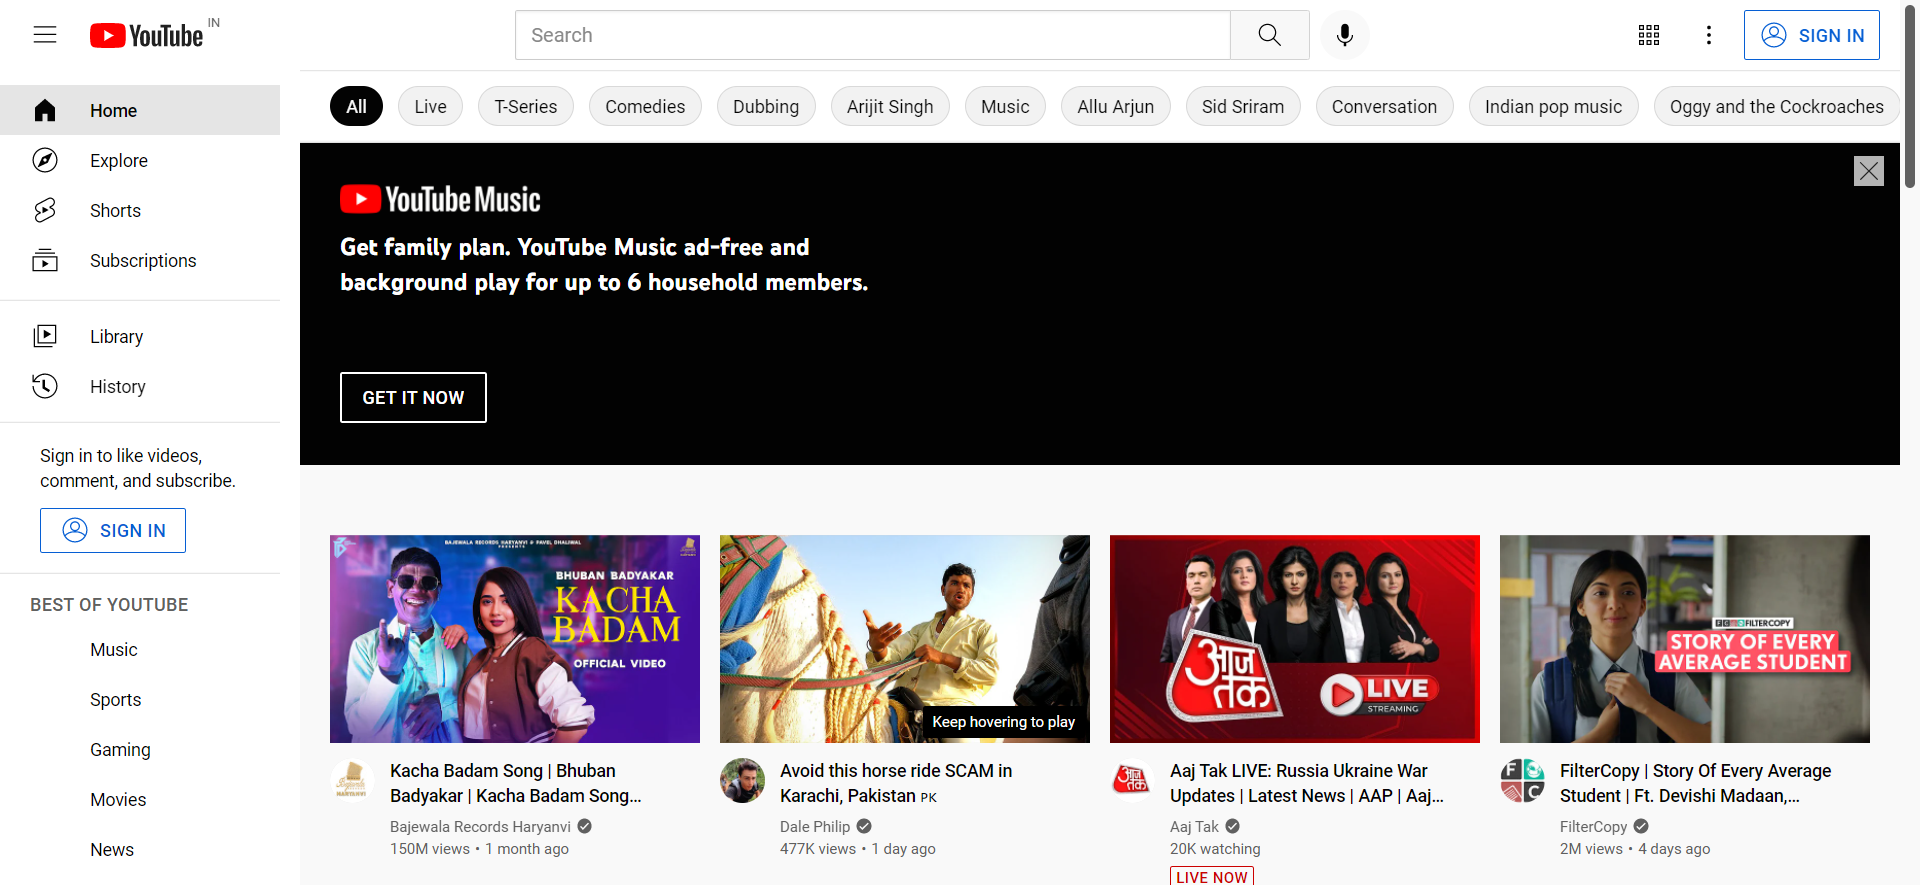 YouTube IN
Search
SIGN IN
Home
Explore
Shorts
Subscriptions
Library
History
Sign in to like videos,
comment, and subscribe.
SIGN IN
BEST OF YOUTUBE
Music
Sports
Gaming
Movies
News
All
Live
T-Series
Comedies
Dubbing
Arijit Singh
Music
Allu Arjun
Sid Sriram
Conversation
Indian pop music
Oggy and the Cockroaches
YouTube Music
Get family plan. YouTube Music ad-free and
background play for up to 6 household members.
GET IT NOW
BAJEWALA RECORDS HARYANVI & PAVEL DHALIWAL
PRESENTS
BHUBAN BADYAKAR
KACHA
BADAM
OFFICIAL VIDEO
Kacha Badam Song | Bhuban
Badyakar | Kacha Badam Song...
Bajewala Records Haryanvi
150M views • 1 month ago
Keep hovering to play
Avoid this horse ride SCAM in
Karachi, Pakistan PK
Dale Philip
477K views • 1 day ago
आज
तक
LIVE
STREAMING
आज
तक
Aaj Tak LIVE: Russia Ukraine War
Updates | Latest News | AAP | Aaj...
Aaj Tak
20K watching
LIVE NOW
FILTERCOPY
STORY OF EVERY
AVERAGE STUDENT
F
C
FilterCopy | Story Of Every Average
Student | Ft. Devishi Madaan,...
FilterCopy
2M views • 4 days ago